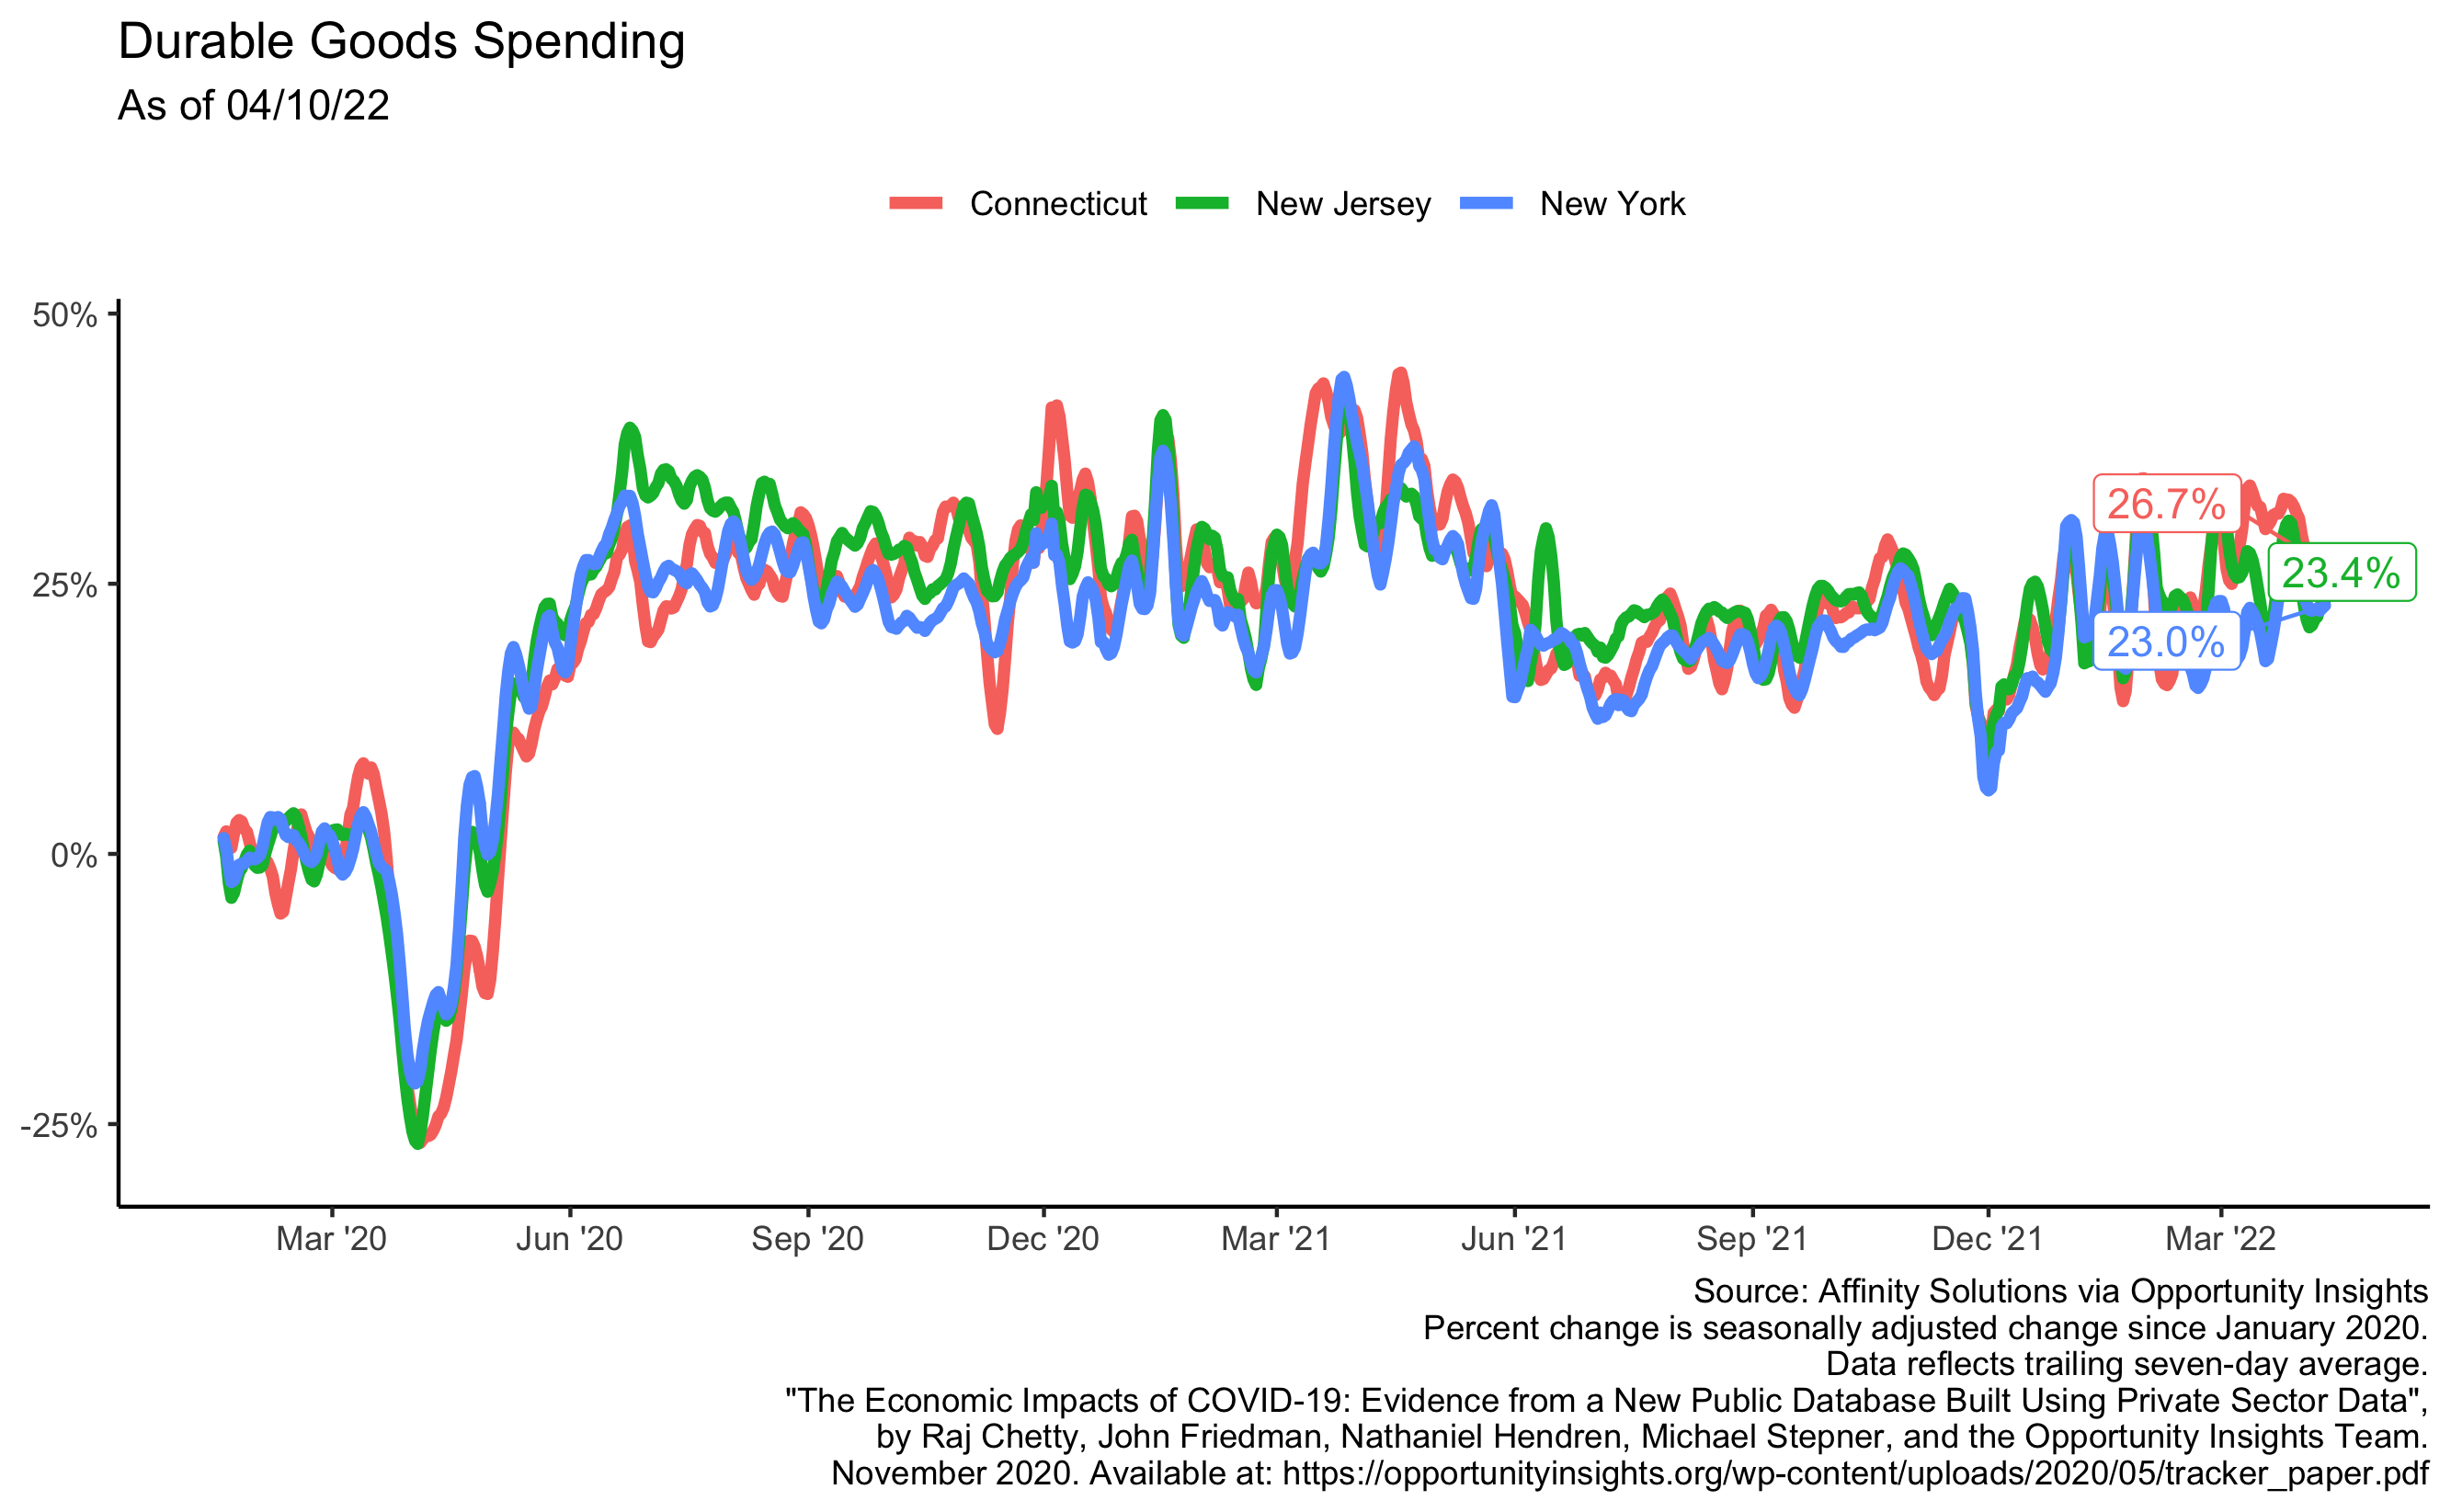 Durable Goods Spending
As of 04/10/22
Connecticut New Jersey New York
50%
25%
0%
-25%
26.7%
23.4%
23.0%
Mar '20 Jun '20 Sep '20 Dec '20 Mar '21 Jun '21 Sep '21 Dec '21 Mar '22
Source: Affinity Solutions via Opportunity Insights
Percent change is seasonally adjusted change since January 2020.
Data reflects trailing seven-day average.
"The Economic Impacts of COVID-19: Evidence from a New Public Database Built Using Private Sector Data",
by Raj Chetty, John Friedman, Nathaniel Hendren, Michael Stepner, and the Opportunity Insights Team.
November 2020. Available at: https://opportunityinsights.org/wp-content/uploads/2020/05/tracker_paper.pdf